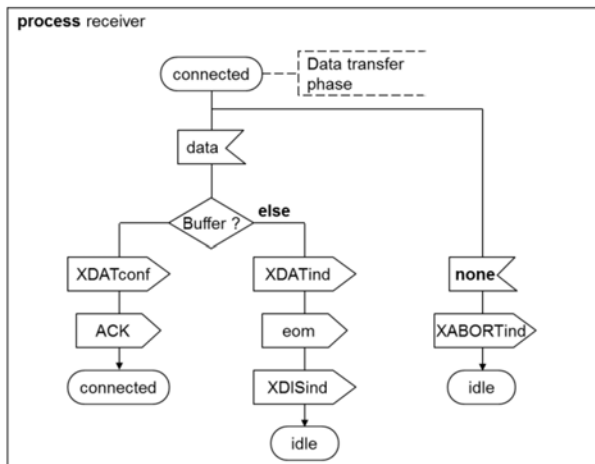 process receiver
connected
Data transfer
phase
data
Buffer ?
else
XDATconf
XDATind
none
ACK
eom
XABORTind
connected
XDISind
idle
idle